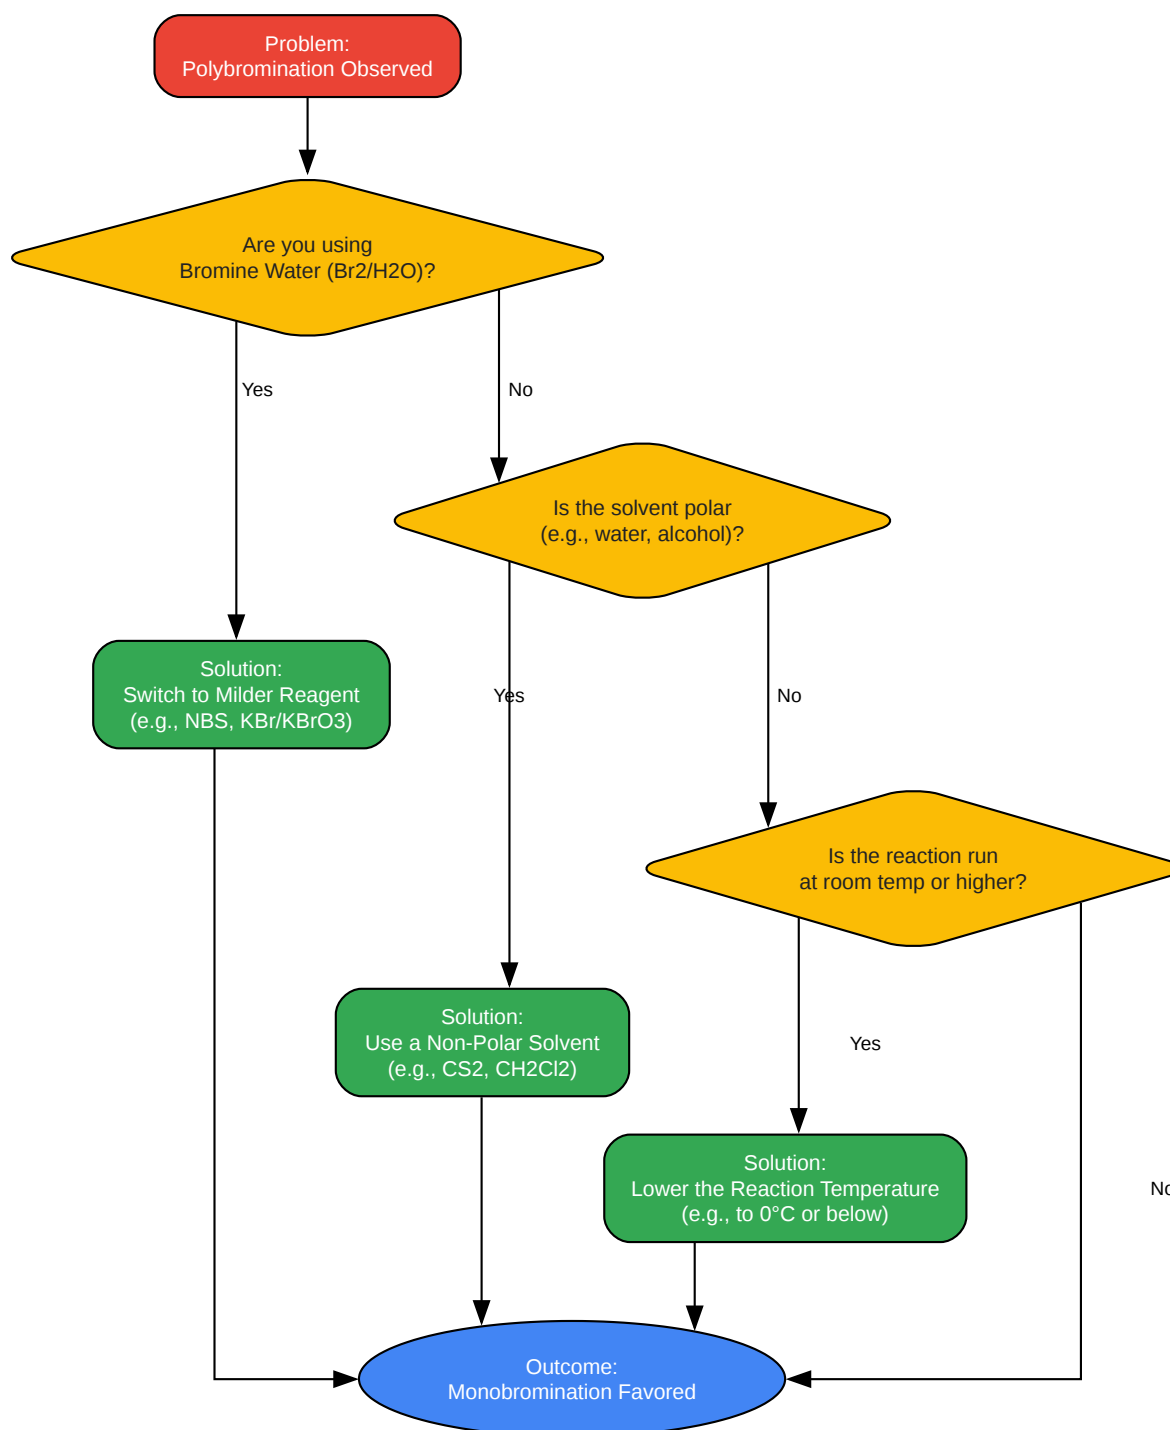 Problem:
Polybromination Observed
Are you using
Bromine Water (Br2/H2O)?
Yes
No
Is the solvent polar
(e.g., water, alcohol)?
Solution:
Switch to Milder Reagent
(e.g., NBS, KBr/KBrO3)
Yes
No
Is the reaction run
at room temp or higher?
Solution:
Use a Non-Polar Solvent
(e.g., CS2, CH2Cl2)
Yes
Solution:
Lower the Reaction Temperature
(e.g., to 0°C or below)
No
Outcome:
Monobromination Favored